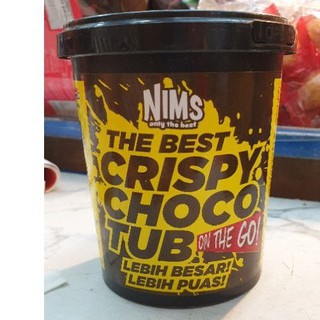 NIMS
only the best
THE BEST
CRISPY
CHOCO
TUB
ON THE GO!
LEBIH BESAR!
LEBIH PUAS!